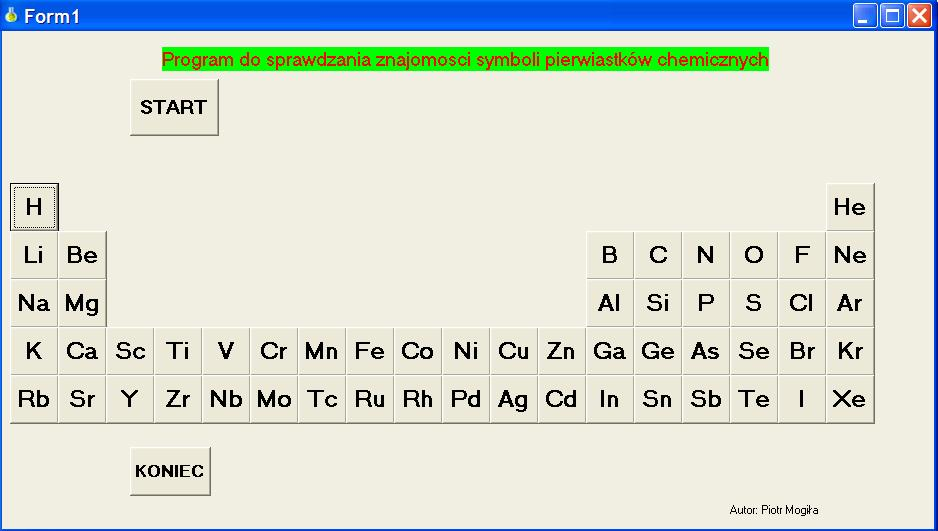 Form1
Program do sprawdzania znajomosci symboli pierwiastków chemicznych
START
H He
Li Be B C N O F Ne
Na Mg Al Si P S Cl Ar
K Ca Sc Ti V Cr Mn Fe Co Ni Cu Zn Ga Ge As Se Br Kr
Rb Sr Y Zr Nb Mo Tc Ru Rh Pd Ag Cd In Sn Sb Te I Xe
KONIEC
Autor: Piotr Mogiła